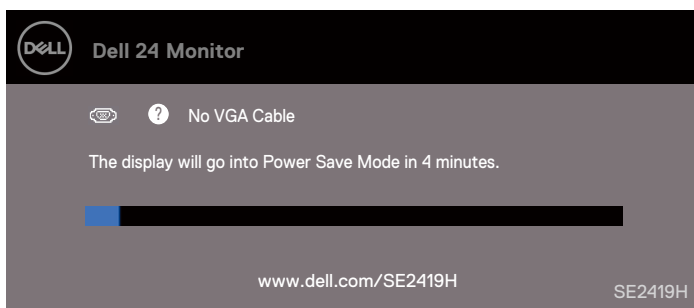 DELL
Dell 24 Monitor
? No VGA Cable
The display will go into Power Save Mode in 4 minutes.
www.dell.com/SE2419H
SE2419H